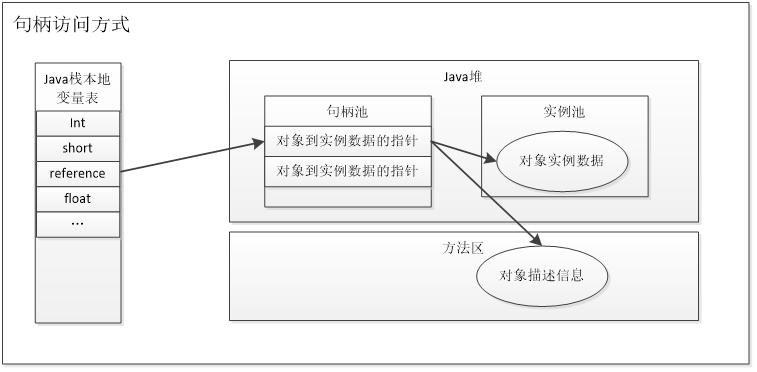 句柄访问方式
Java栈本地
变量表
Int
short
reference
float
…
Java堆
句柄池
对象到实例数据的指针
对象到实例数据的指针
实例池
对象实例数据
方法区
对象描述信息